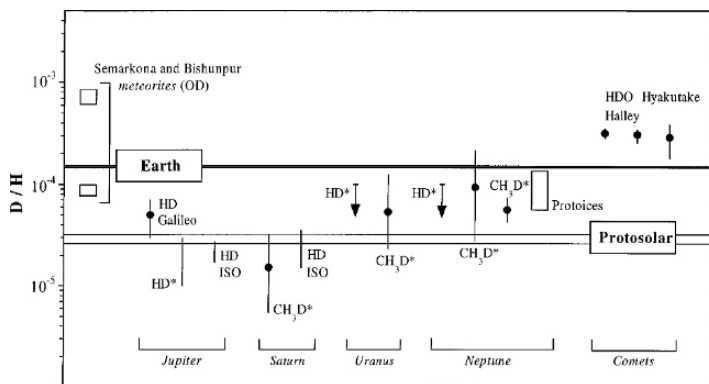 D / H
10⁻³
10⁻⁴
10⁻⁵
Semarkona and Bishunpur
meteorites (OD)
Earth
HD
Galileo
HD*
HD
ISO
CH₃D*
HD
ISO
HD*
CH₃D*
HD*
CH₃D*
CH₃D*
Protoices
HDO Hyakutake
Halley
Protosolar
Jupiter
Saturn
Uranus
Neptune
Comets